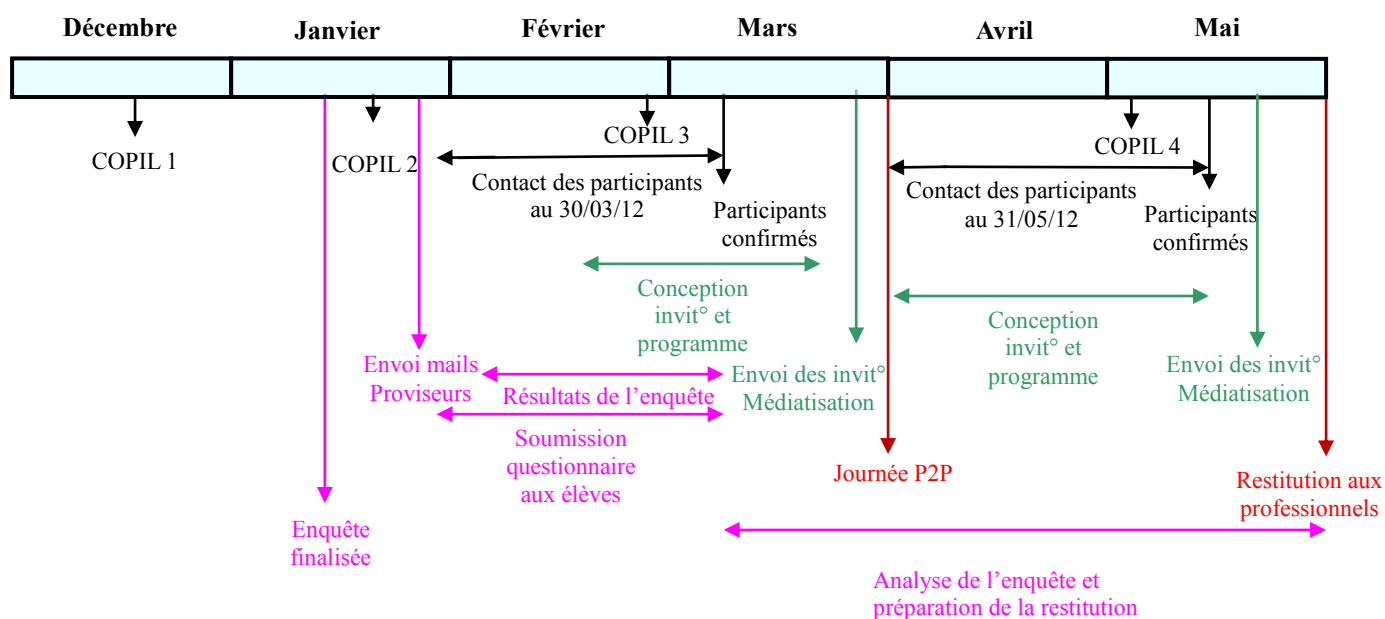 Décembre
Janvier
Février
Mars
Avril
Mai
COPIL 1
COPIL 2
COPIL 3
COPIL 4
Contact des participants
au 30/03/12
Contact des participants
au 31/05/12
Participants
confirmés
Participants
confirmés
Conception
invit° et
programme
Conception
invit° et
programme
Envoi mails
Proviseurs
Résultats de l’enquête
Envoi des invit°
Médiatisation
Envoi des invit°
Médiatisation
Soumission
questionnaire
aux élèves
Journée P2P
Restitution aux
professionnels
Enquête
finalisée
Analyse de l’enquête et
préparation de la restitution